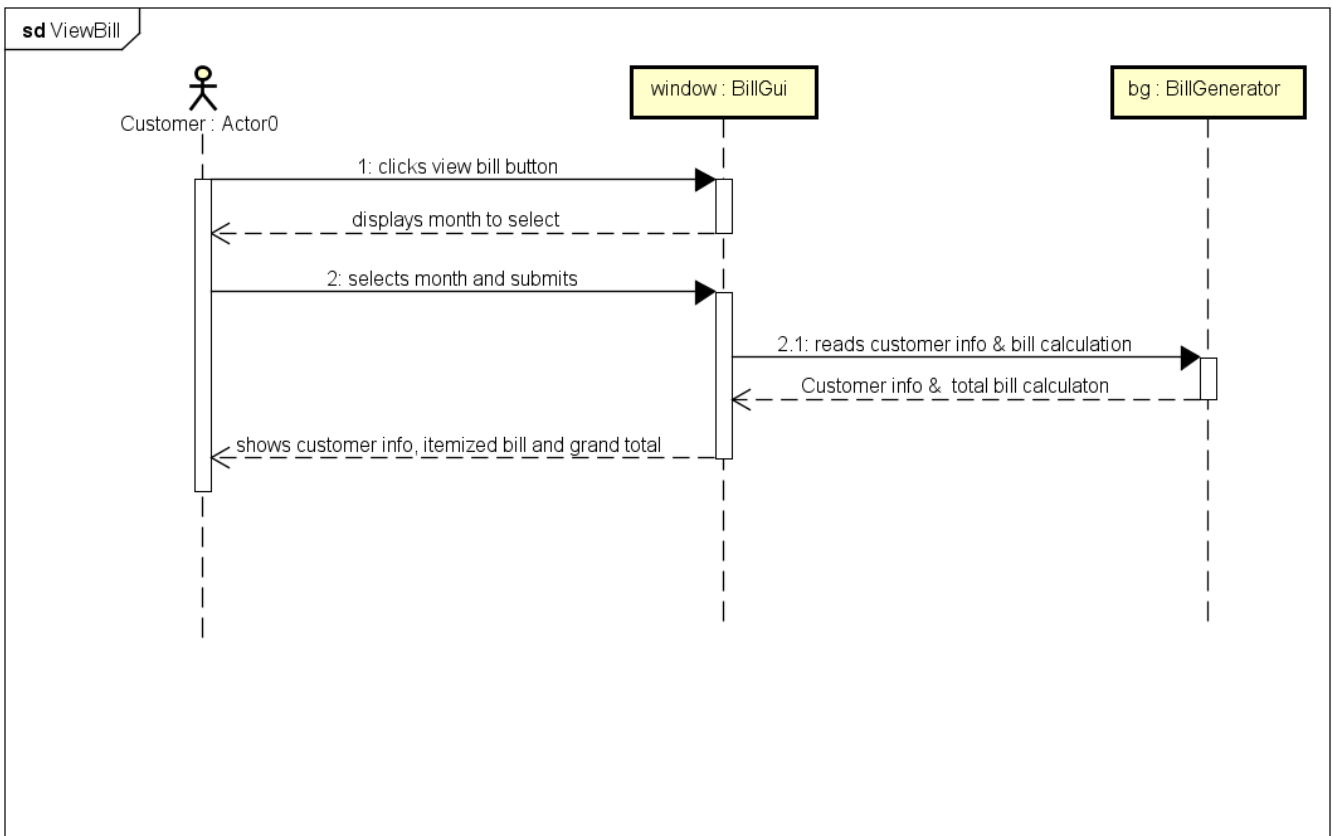 sd ViewBill
Customer : Actor0
window : BillGui
bg : BillGenerator
1: clicks view bill button
displays month to select
2: selects month and submits
2.1: reads customer info & bill calculation
Customer info & total bill calculaton
shows customer info, itemized bill and grand total